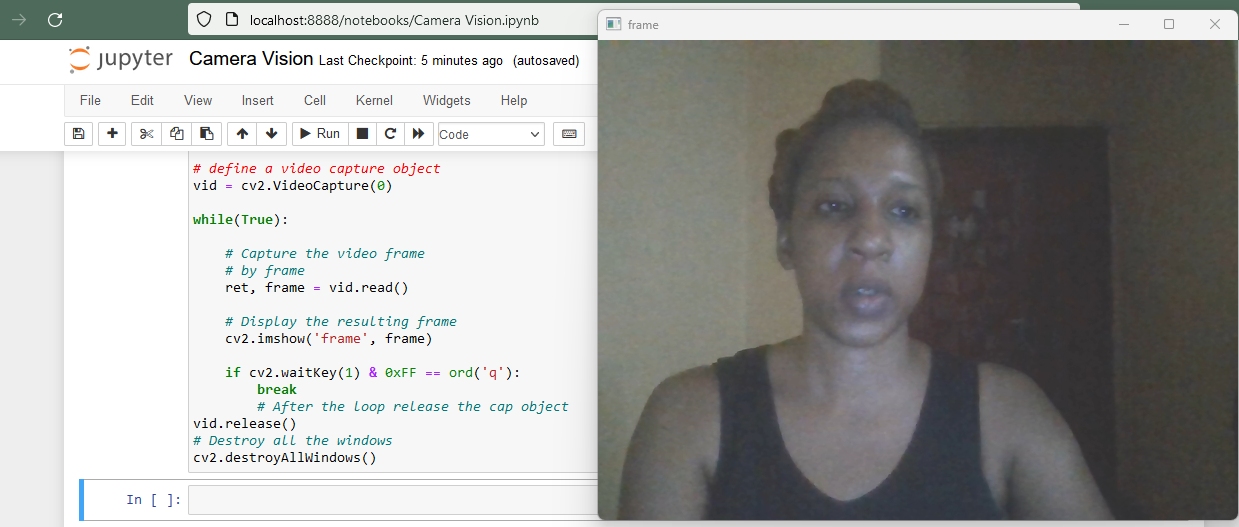 localhost:8888/notebooks/Camera Vision.ipynb
frame
jupyter Camera Vision Last Checkpoint: 5 minutes ago (autosaved)
File Edit View Insert Cell Kernel Widgets Help
Run Code
# define a video capture object
vid = cv2.VideoCapture(0)
while(True):
# Capture the video frame
# by frame
ret, frame = vid.read()
# Display the resulting frame
cv2.imshow('frame', frame)
if cv2.waitKey(1) & 0xFF == ord('q'):
break
# After the loop release the cap object
vid.release()
# Destroy all the windows
cv2.destroyAllWindows()
In [ ]: